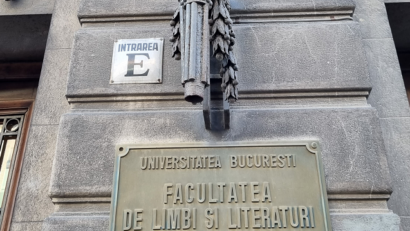 INTRAREA
E
UNIVERSITATEA BUCUREȘTI
FACULTATEA
DE LIMBI ȘI LITERATURI